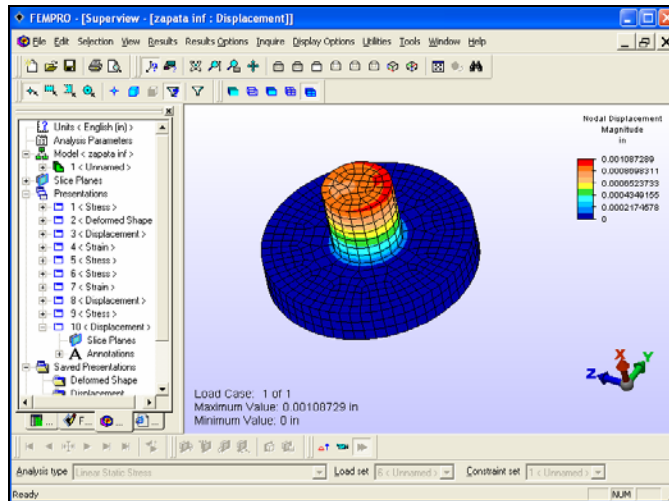 FEMPRO - [Superview - [zapata inf : Displacement]]
File Edit Selection View Results Results Options Inquire Display Options Utilities Tools Window Help
Units < English (in) >
Analysis Parameters
Model < zapata inf >
1 < Unnamed >
Slice Planes
Presentations
1 < Stress >
2 < Deformed Shape
3 < Displacement >
4 < Strain >
5 < Stress >
6 < Stress >
7 < Strain >
8 < Displacement >
9 < Stress >
10 < Displacement >
Slice Planes
A Annotations
Saved Presentations
Deformed Shape
Displacement
Nodal Displacement
Magnitude
in
0.001087289
0.0008698311
0.0006523733
0.0004349155
0.0002174578
0
X
Y
Z
Load Case: 1 of 1
Maximum Value: 0.00108729 in
Minimum Value: 0 in
... F... ... ...
Analysis type Linear Static Stress Load set 6 < Unnamed > Constraint set 1 < Unnamed >
Ready NUM